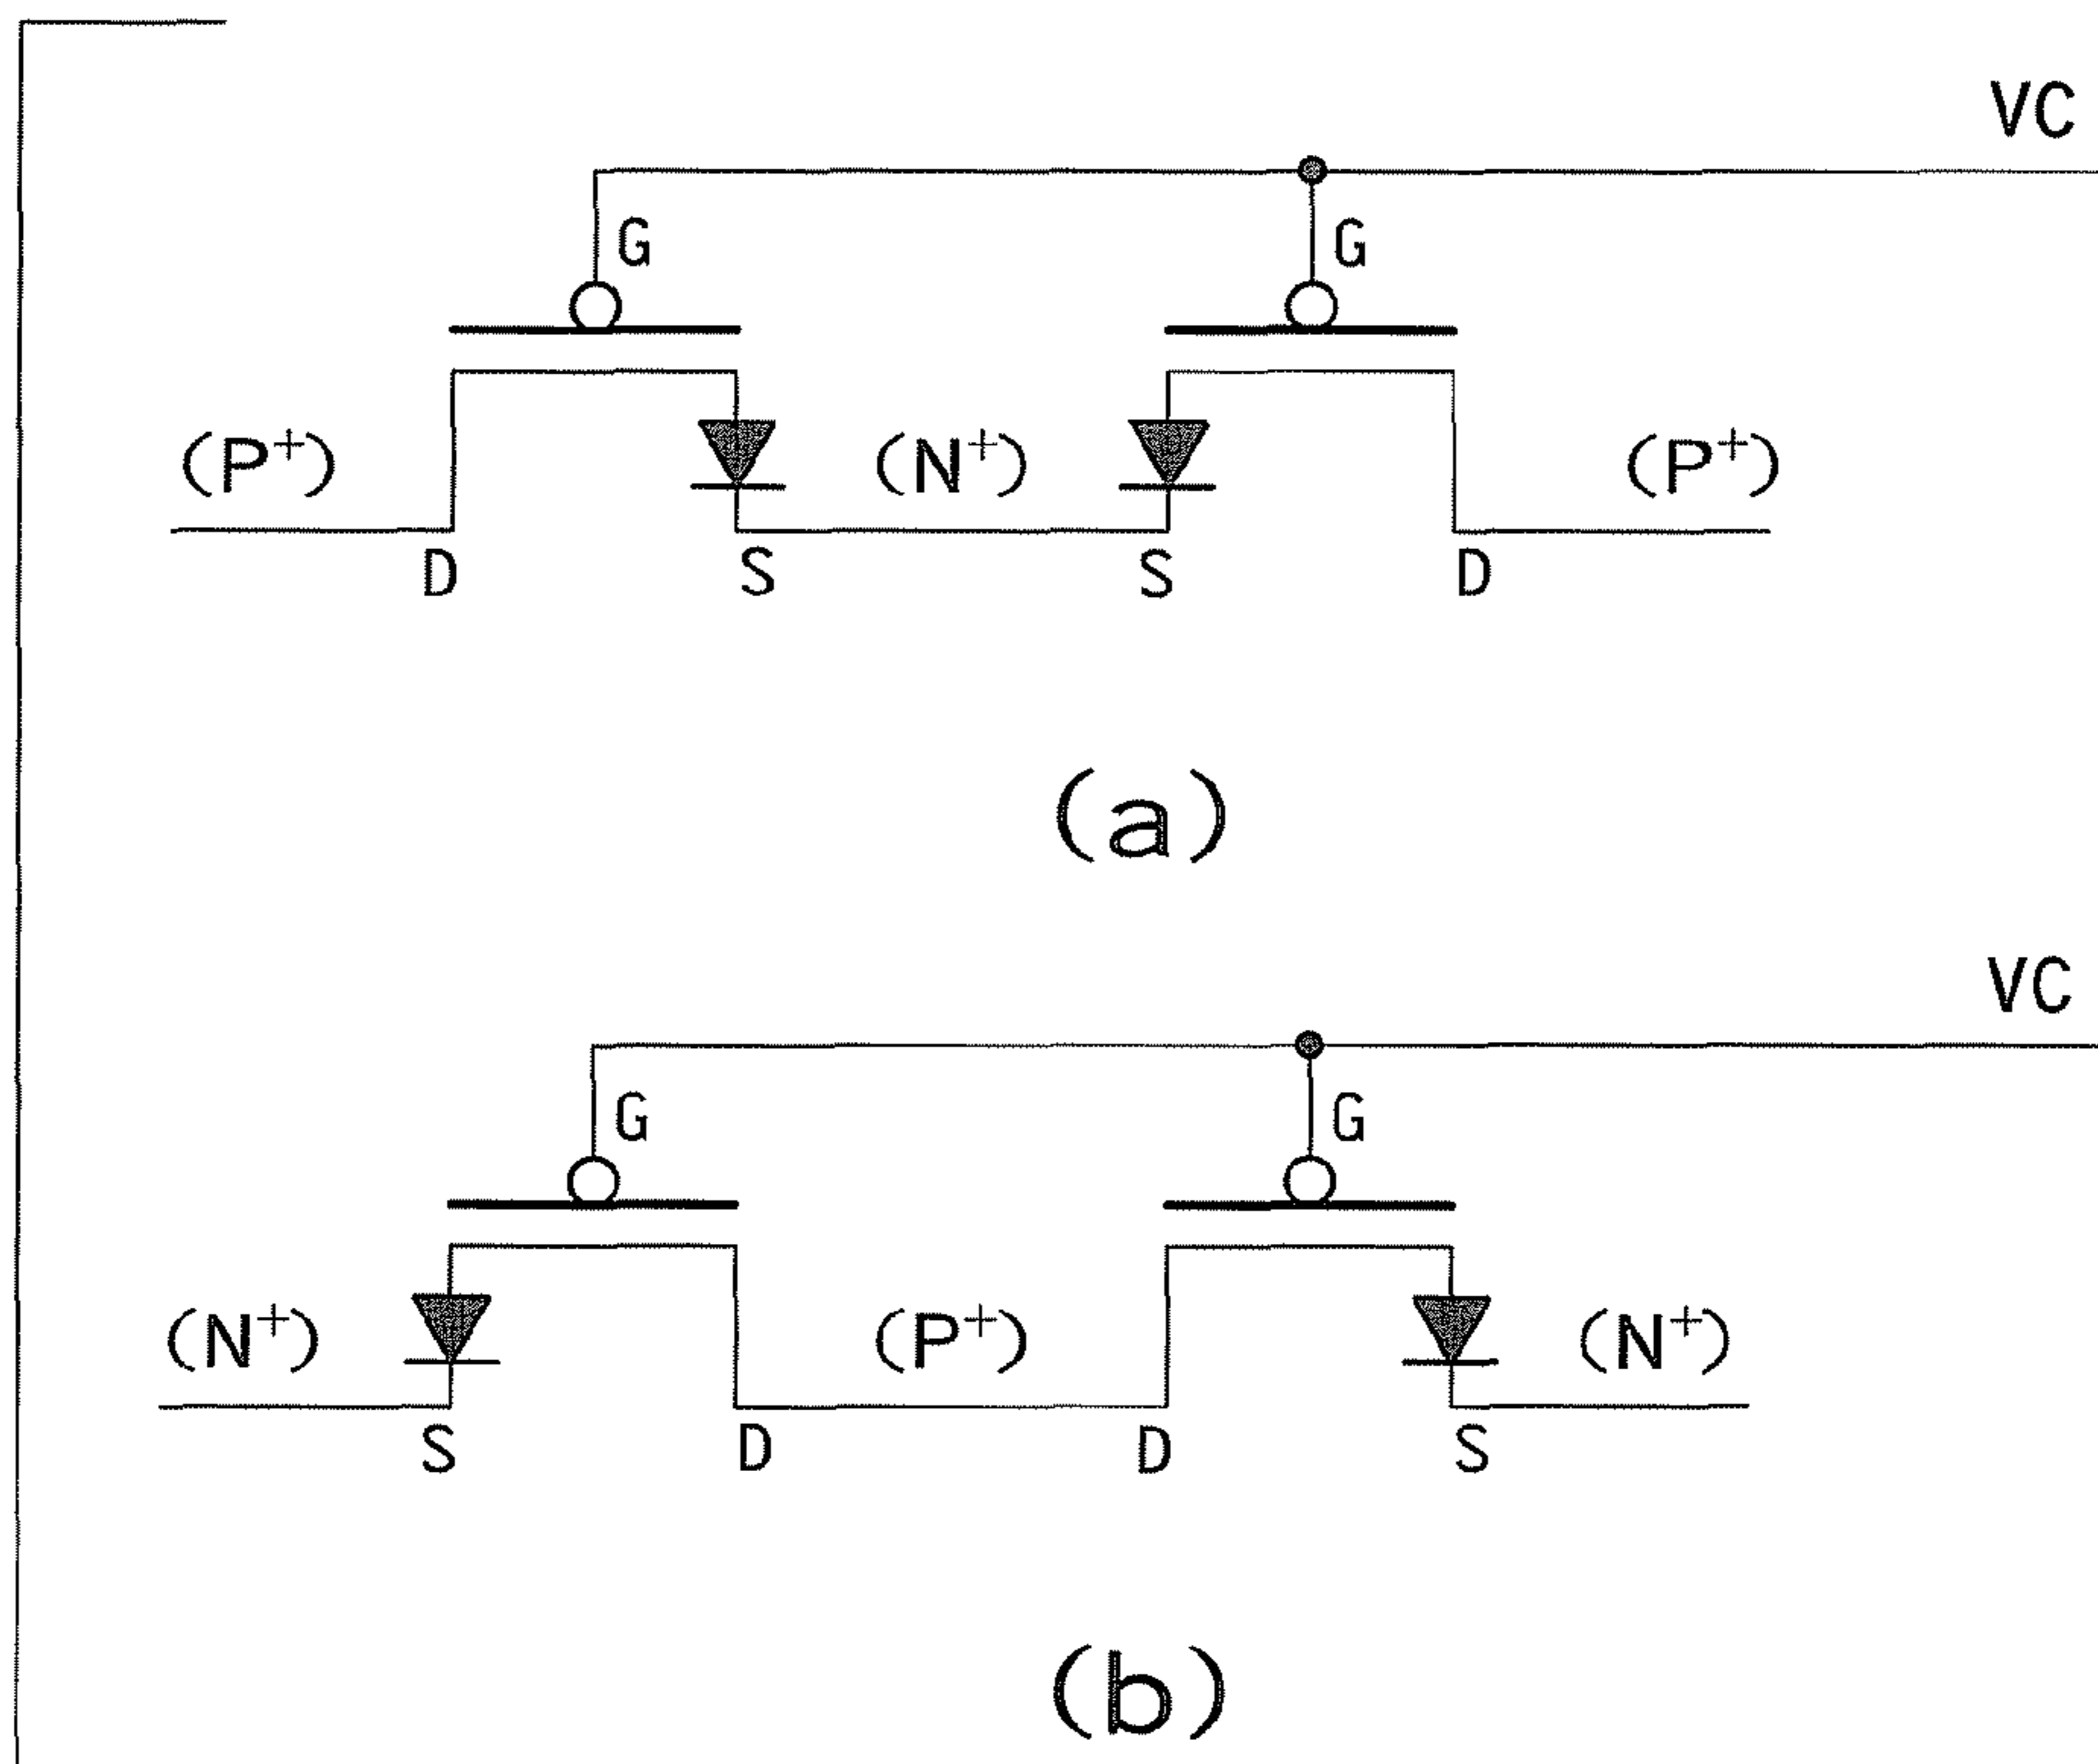 VC
G G
(P⁺) (N⁺) (P⁺)
D S S D
(a)
VC
G G
(N⁺) (P⁺) (N⁺)
S D D S
(b)